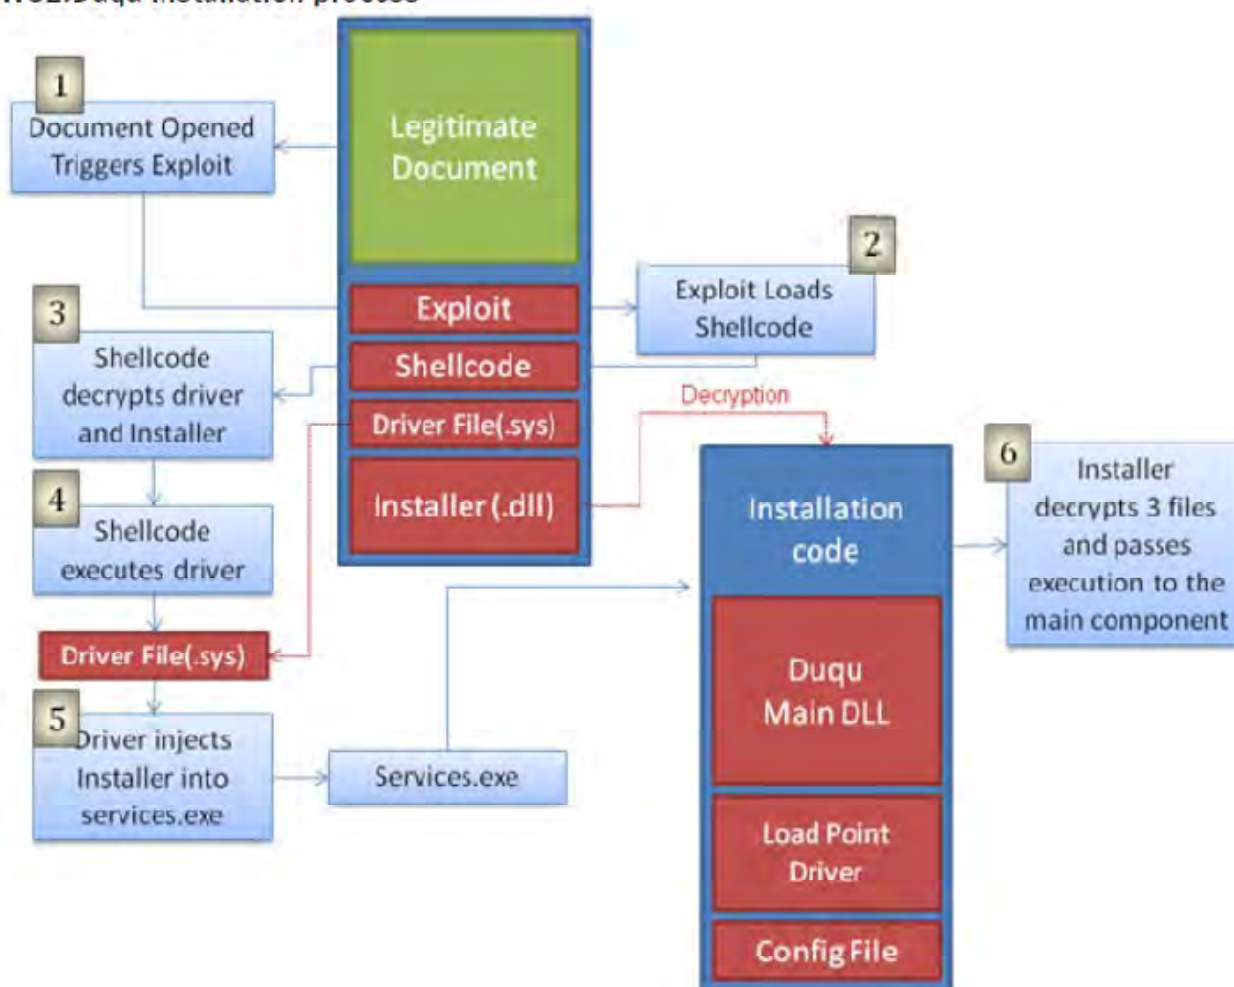 Duqu Installation process
1
Document Opened
Triggers Exploit
Legitimate
Document
2
Exploit Loads
Shellcode
Exploit
Shellcode
Driver File(.sys)
Installer (.dll)
3
Shellcode
decrypts driver
and Installer
4
Shellcode
executes driver
Driver File(.sys)
5
Driver injects
Installer into
services.exe
Services.exe
Decryption
Installation
code
Duqu
Main DLL
Load Point
Driver
Config File
6
Installer
decrypts 3 files
and passes
execution to the
main component